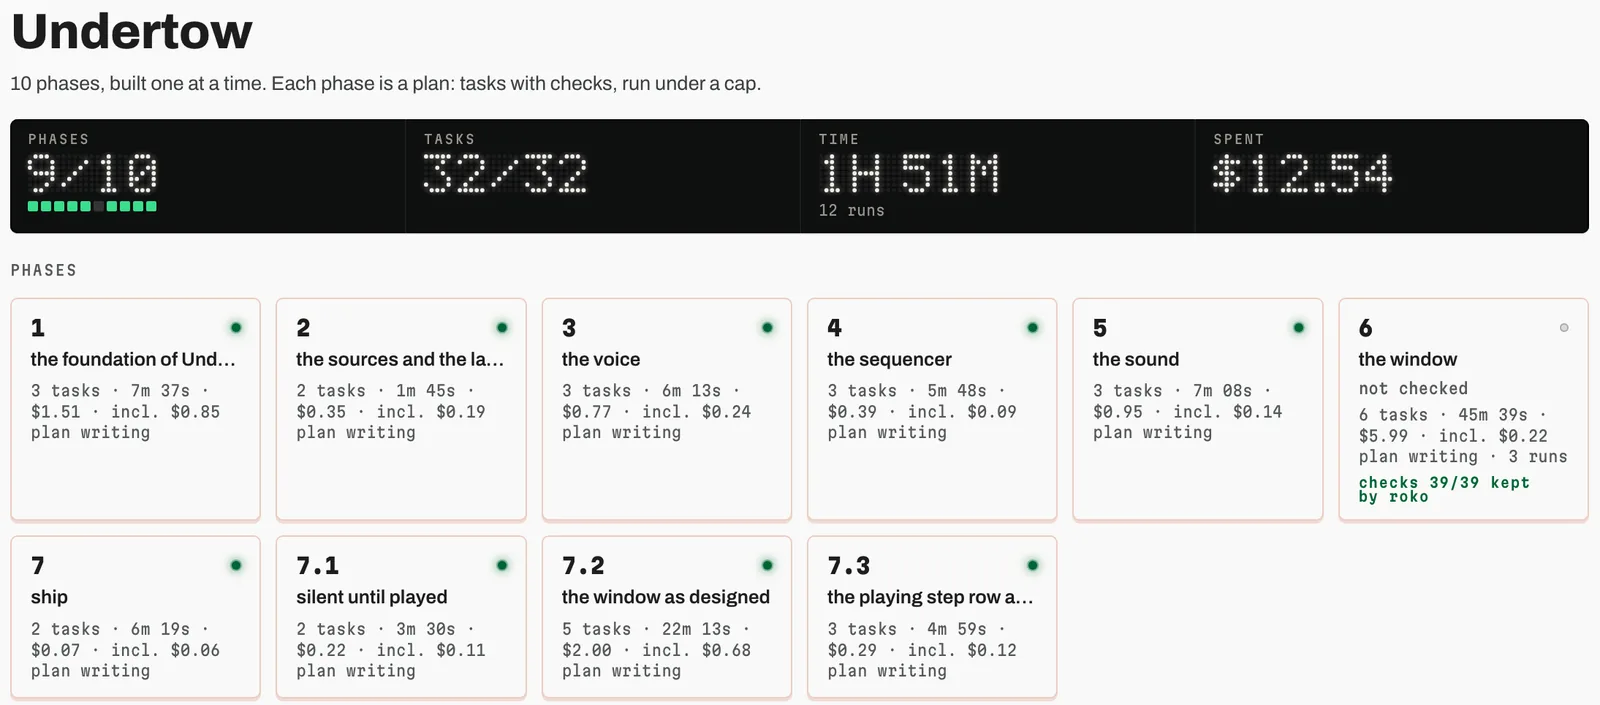 Undertow
10 phases, built one at a time. Each phase is a plan: tasks with checks, run under a cap.
PHASES
9/10
TASKS
32/32
TIME
1H 51M
12 runs
SPENT
$12.54
PHASES
1
the foundation of Und...
3 tasks · 7m 37s ·
$1.51 · incl. $0.85
plan writing
2
the sources and the la...
2 tasks · 1m 45s ·
$0.35 · incl. $0.19
plan writing
3
the voice
3 tasks · 6m 13s ·
$0.77 · incl. $0.24
plan writing
4
the sequencer
3 tasks · 5m 48s ·
$0.39 · incl. $0.09
plan writing
5
the sound
3 tasks · 7m 08s ·
$0.95 · incl. $0.14
plan writing
6
the window
not checked
6 tasks · 45m 39s ·
$5.99 · incl. $0.22
plan writing · 3 runs
checks 39/39 kept
by roko
7
ship
2 tasks · 6m 19s ·
$0.07 · incl. $0.06
plan writing
7.1
silent until played
2 tasks · 3m 30s ·
$0.22 · incl. $0.11
plan writing
7.2
the window as designed
5 tasks · 22m 13s ·
$2.00 · incl. $0.68
plan writing
7.3
the playing step row a...
3 tasks · 4m 59s ·
$0.29 · incl. $0.12
plan writing